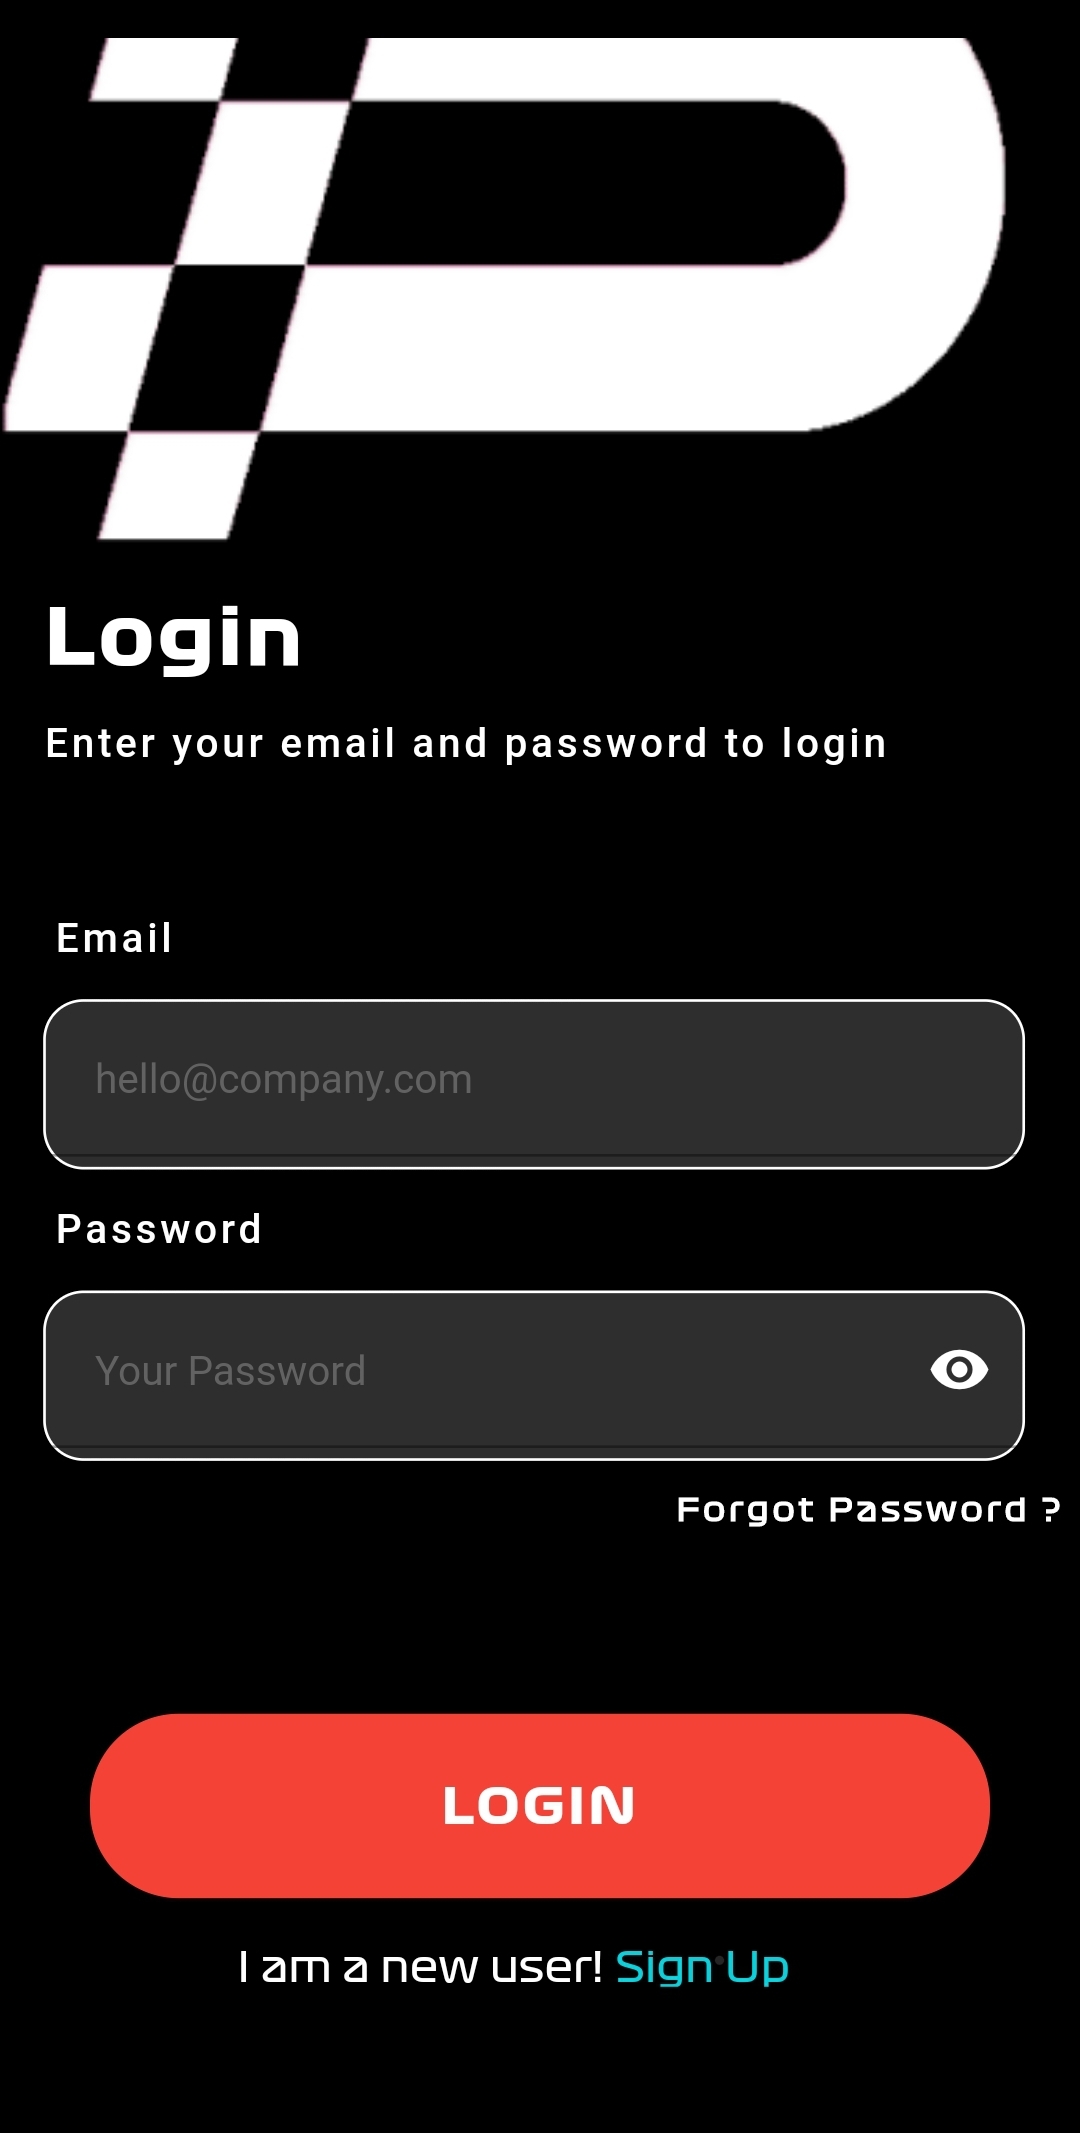 Login
Enter your email and password to login
Email
hello@company.com
Password
Your Password
Forgot Password ?
LOGIN
I am a new user! Sign Up